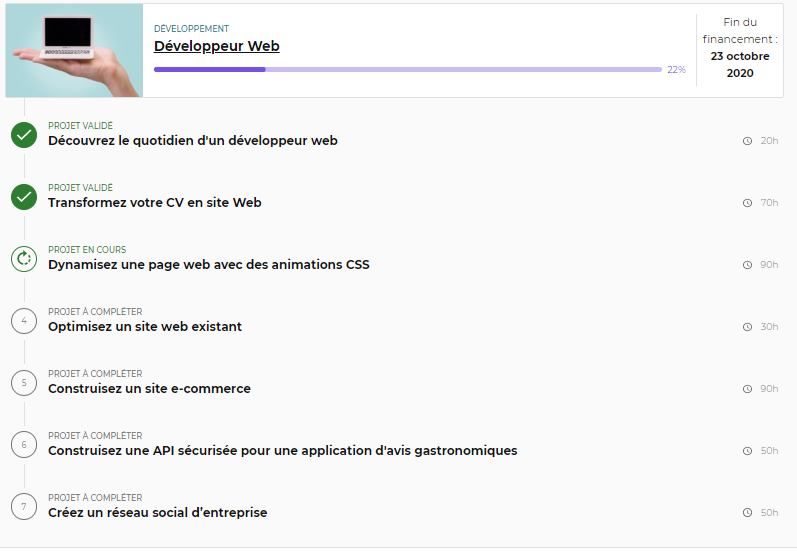 DÉVELOPPEMENT
Développeur Web
22%
Fin du
financement :
23 octobre
2020
PROJET VALIDÉ
Découvrez le quotidien d'un développeur web
20h
PROJET VALIDÉ
Transformez votre CV en site Web
70h
PROJET EN COURS
Dynamisez une page web avec des animations CSS
90h
4
PROJET À COMPLÉTER
Optimisez un site web existant
30h
5
PROJET À COMPLÉTER
Construisez un site e-commerce
90h
6
PROJET À COMPLÉTER
Construisez une API sécurisée pour une application d'avis gastronomiques
50h
7
PROJET À COMPLÉTER
Créez un réseau social d’entreprise
50h